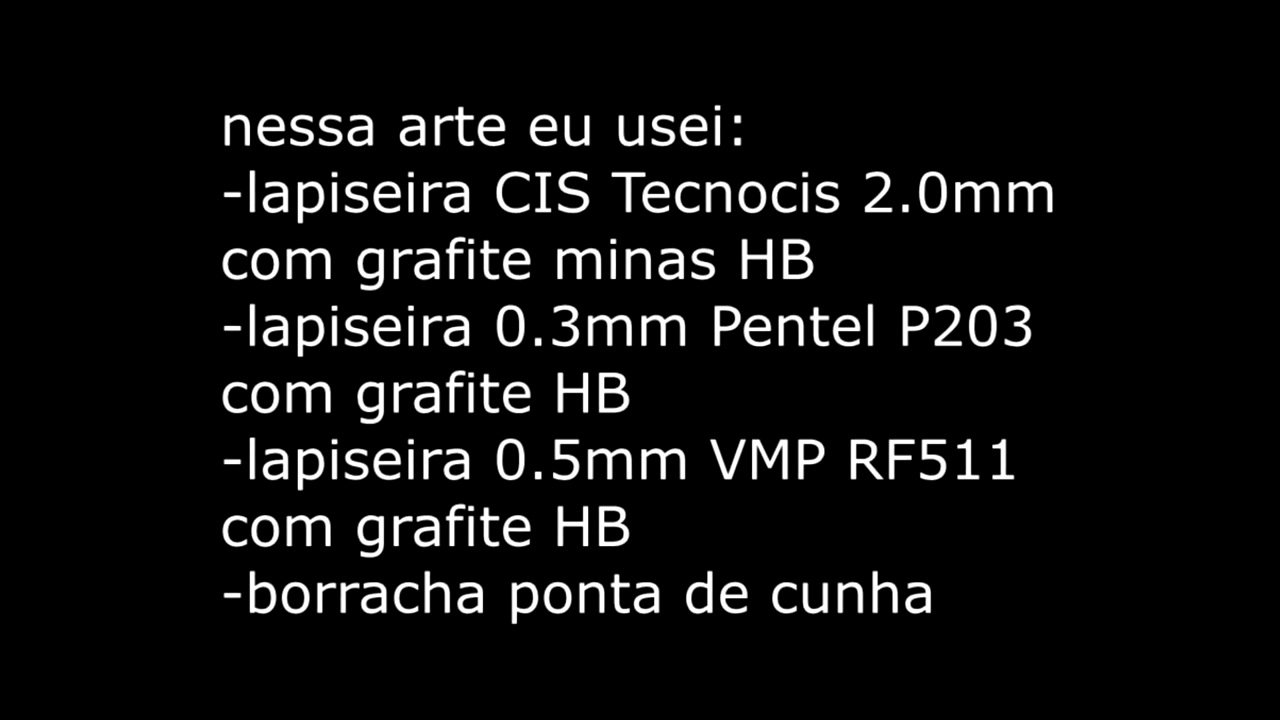 nessa arte eu usei:
-lapiseira CIS Tecnocis 2.0mm
com grafite minas HB
-lapiseira 0.3mm Pentel P203
com grafite HB
-lapiseira 0.5mm VMP RF511
com grafite HB
-borracha ponta de cunha